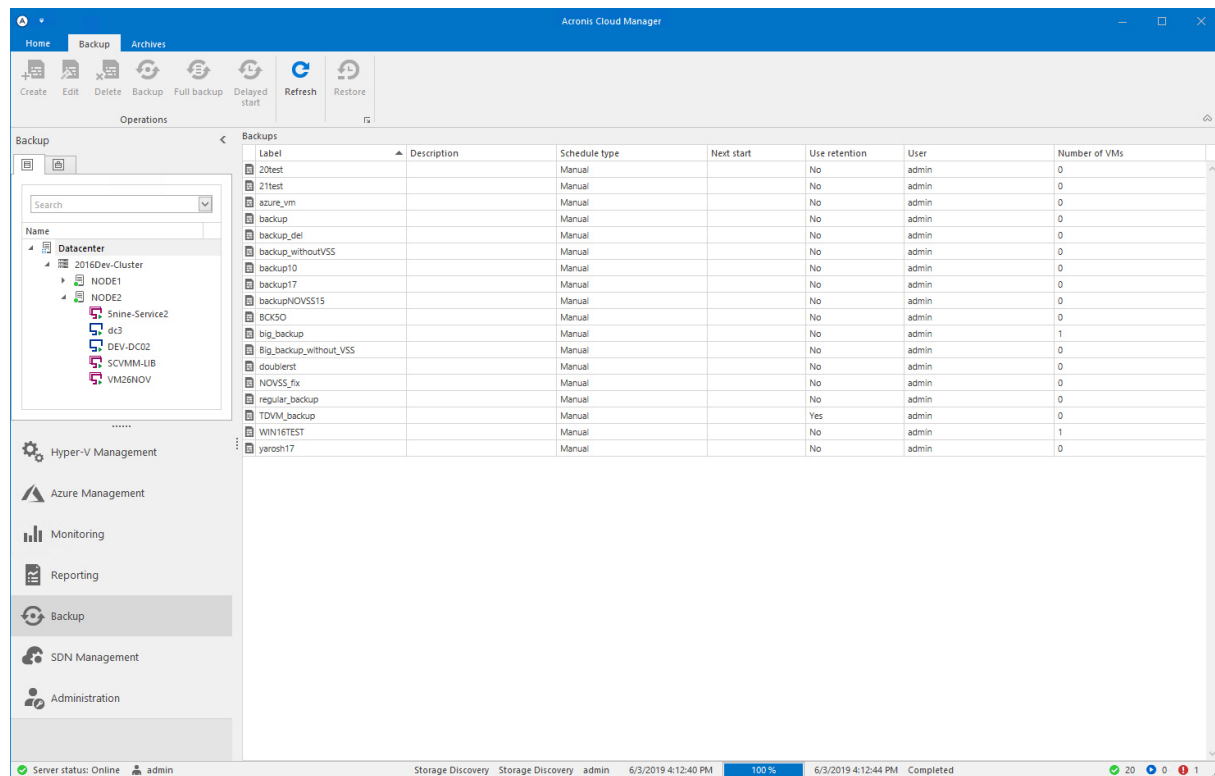 Acronis Cloud Manager
Home Backup Archives
Create Edit Delete Backup Full backup Delayed start Refresh Restore
Operations
Backup
Search
Name
Datacenter
2016Dev-Cluster
NODE1
NODE2
5nine-Service2
dc3
DEV-DC02
SCVMM-LIB
VM26NOV
Hyper-V Management
Azure Management
Monitoring
Reporting
Backup
SDN Management
Administration
Backups
Label Description Schedule type Next start Use retention User Number of VMs
20test Manual No admin 0
21test Manual No admin 0
azure_vm Manual No admin 0
backup Manual No admin 0
backup_del Manual No admin 0
backup_withoutVSS Manual No admin 0
backup10 Manual No admin 0
backup17 Manual No admin 0
backupNOVSS15 Manual No admin 0
BCK5O Manual No admin 0
big_backup Manual No admin 1
Big_backup_without_VSS Manual No admin 0
doublerst Manual No admin 0
NOVSS_fix Manual No admin 0
regular_backup Manual No admin 0
TDVM_backup Manual Yes admin 0
WIN16TEST Manual No admin 1
yarosh17 Manual No admin 0
Server status: Online admin Storage Discovery Storage Discovery admin 6/3/2019 4:12:40 PM 100 % 6/3/2019 4:12:44 PM Completed 20 0 1